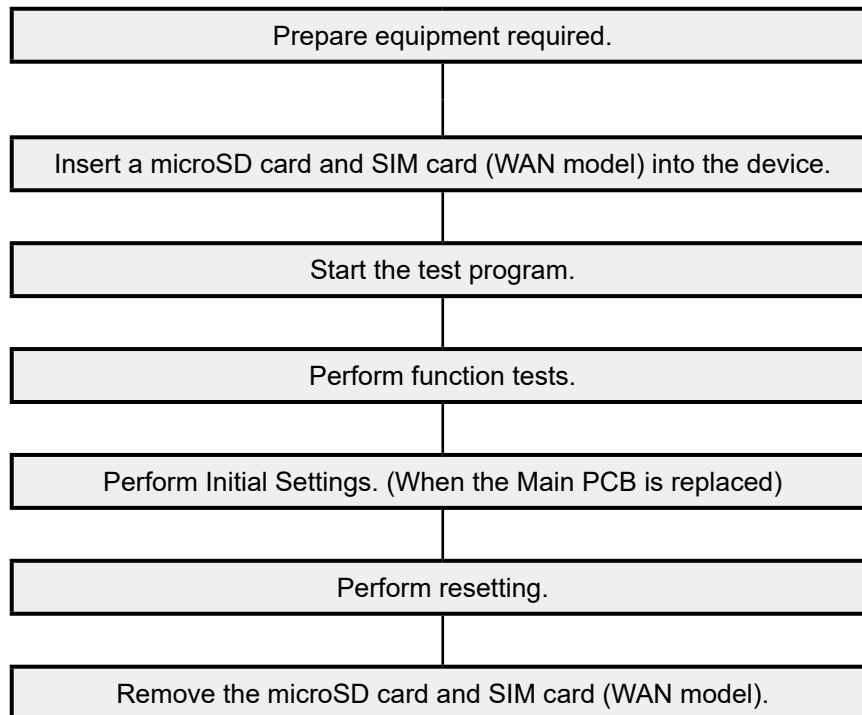 Prepare equipment required.
Insert a microSD card and SIM card (WAN model) into the device.
Start the test program.
Perform function tests.
Perform Initial Settings. (When the Main PCB is replaced)
Perform resetting.
Remove the microSD card and SIM card (WAN model).